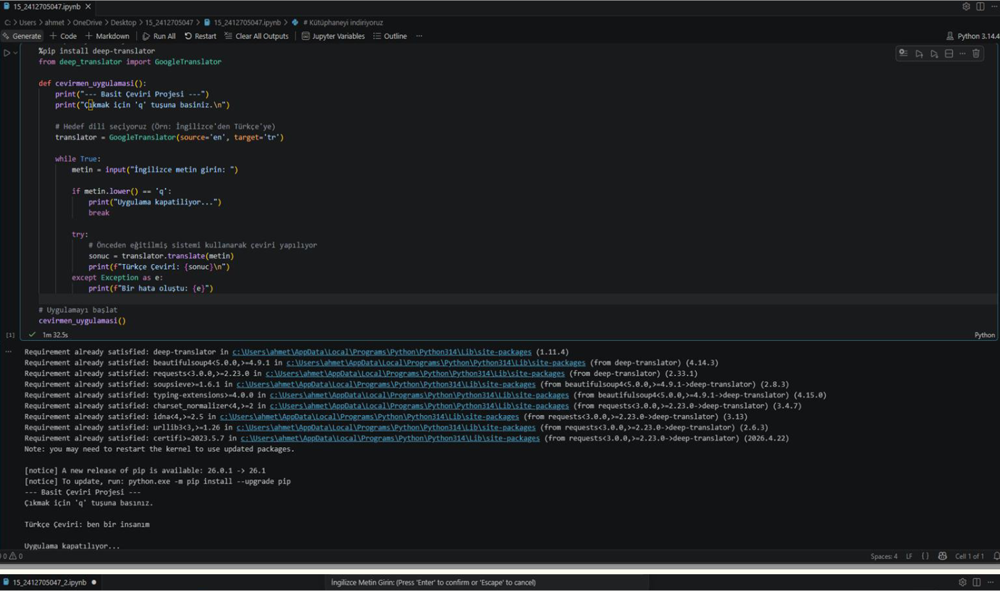 15_2412705047.ipynb
C: > Users > ahmet > OneDrive > Desktop > 15_2412705047 > 15_2412705047.ipynb > # Kütüphaneyi indiriyoruz
Generate + Code + Markdown Run All Restart Clear All Outputs Jupyter Variables Outline ... Python 3.14.4
%pip install deep-translator
from deep_translator import GoogleTranslator
def cevirmen_uygulamasi():
print("--- Basit Çeviri Projesi ---")
print("Çıkmak için 'q' tuşuna basiniz.\n")
# Hedef dili seçiyoruz (Örn: İngilizce'den Türkçe'ye)
translator = GoogleTranslator(source='en', target='tr')
while True:
metin = input("İngilizce metin girin: ")
if metin.lower() == 'q':
print("Uygulama kapatiliyor...")
break
try:
# Önceden eğitilmiş sistemi kullanarak çeviri yapılıyor
sonuc = translator.translate(metin)
print(f"Türkçe Çeviri: {sonuc}\n")
except Exception as e:
print(f"Bir hata oluştu: {e}")
# Uygulamayı başlat
cevirmen_uygulamasi()
[1] 1m 32.5s Python
Requirement already satisfied: deep-translator in c:\Users\ahmet\AppData\Local\Programs\Python\Python314\Lib\site-packages (1.11.4)
Requirement already satisfied: beautifulsoup4<5.0.0,>=4.9.1 in c:\Users\ahmet\AppData\Local\Programs\Python\Python314\Lib\site-packages (from deep-translator) (4.14.3)
Requirement already satisfied: requests<3.0.0,>=2.23.0 in c:\Users\ahmet\AppData\Local\Programs\Python\Python314\Lib\site-packages (from deep-translator) (2.33.1)
Requirement already satisfied: soupsieve>=1.6.1 in c:\Users\ahmet\AppData\Local\Programs\Python\Python314\Lib\site-packages (from beautifulsoup4<5.0.0,>=4.9.1->deep-translator) (2.8.3)
Requirement already satisfied: typing-extensions>=4.0.0 in c:\Users\ahmet\AppData\Local\Programs\Python\Python314\Lib\site-packages (from beautifulsoup4<5.0.0,>=4.9.1->deep-translator) (4.15.0)
Requirement already satisfied: charset_normalizer<4,>=2 in c:\Users\ahmet\AppData\Local\Programs\Python\Python314\Lib\site-packages (from requests<3.0.0,>=2.23.0->deep-translator) (3.4.7)
Requirement already satisfied: idna<4,>=2.5 in c:\Users\ahmet\AppData\Local\Programs\Python\Python314\Lib\site-packages (from requests<3.0.0,>=2.23.0->deep-translator) (3.13)
Requirement already satisfied: urllib3<3,>=1.26 in c:\Users\ahmet\AppData\Local\Programs\Python\Python314\Lib\site-packages (from requests<3.0.0,>=2.23.0->deep-translator) (2.6.3)
Requirement already satisfied: certifi>=2023.5.7 in c:\Users\ahmet\AppData\Local\Programs\Python\Python314\Lib\site-packages (from requests<3.0.0,>=2.23.0->deep-translator) (2026.4.22)
Note: you may need to restart the kernel to use updated packages.
[notice] A new release of pip is available: 26.0.1 -> 26.1
[notice] To update, run: python.exe -m pip install --upgrade pip
--- Basit Çeviri Projesi ---
Çıkmak için 'q' tuşuna basınız.
Türkçe Çeviri: ben bir insanım
Uygulama kapatılıyor...
0 0 Spaces: 4 LF { } Cell 1 of 1
15_2412705047_2.ipynb İngilizce Metin Girin: (Press 'Enter' to confirm or 'Escape' to cancel)